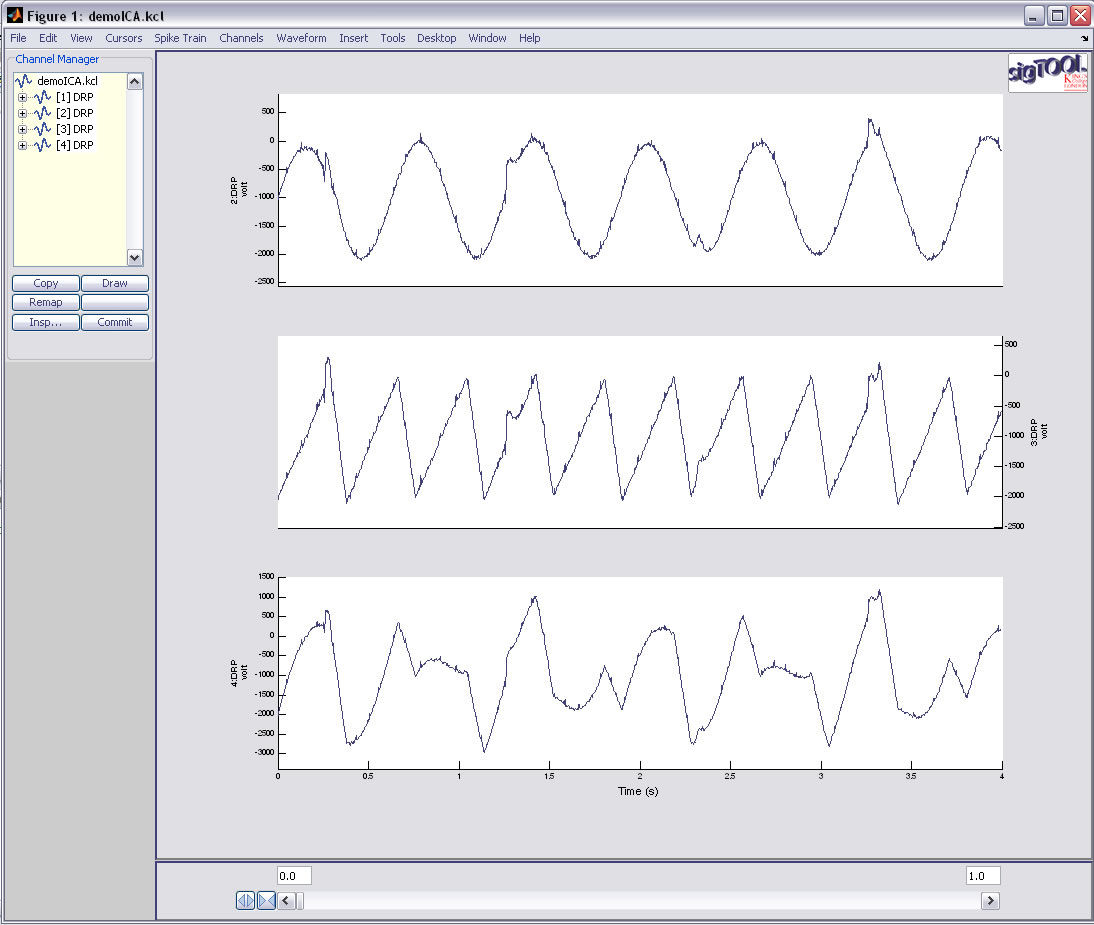 Figure 1: demoICA.kcl
File Edit View Cursors Spike Train Channels Waveform Insert Tools Desktop Window Help
Channel Manager
demoICA.kcl
[1] DRP
[2] DRP
[3] DRP
[4] DRP
Copy Draw
Remap
Insp... Commit
sigTOOL
KING'S
College
LONDON
500
0
-500
-1000
-1500
-2000
-2500
2:DRP
volt
500
0
-500
-1000
-1500
-2000
-2500
3:DRP
volt
1500
1000
500
0
-500
-1000
-1500
-2000
-2500
-3000
4:DRP
volt
0 0.5 1 1.5 2 2.5 3 3.5 4
Time (s)
0.0 1.0